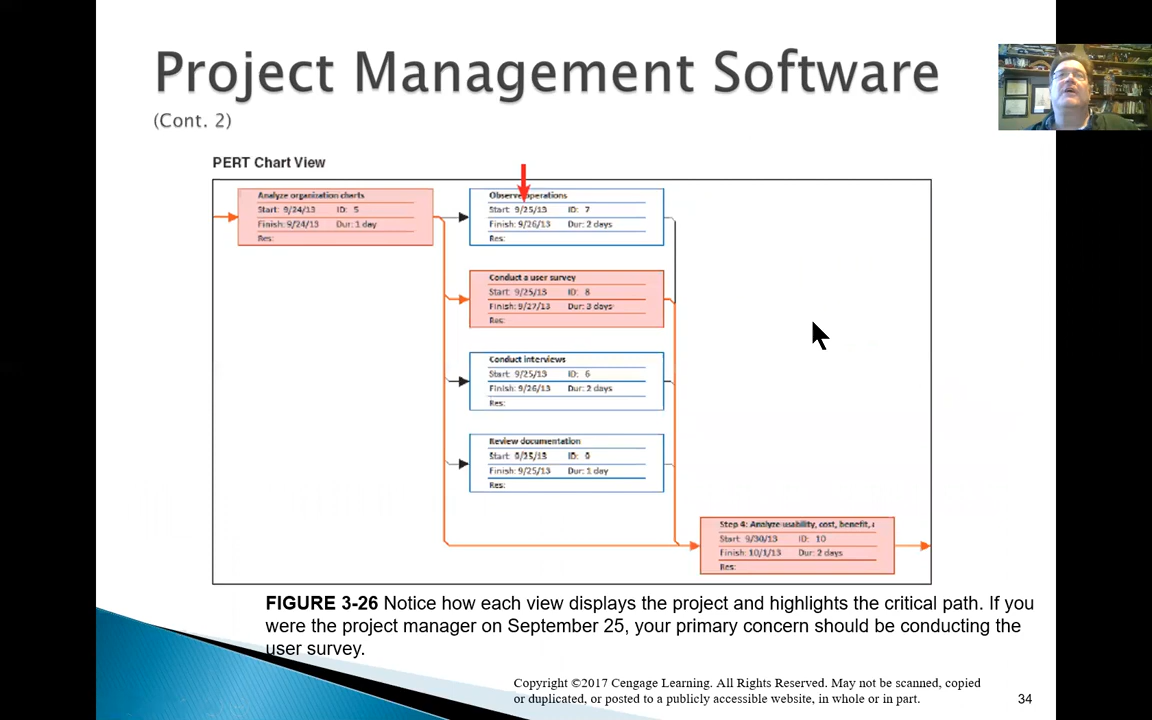 Project Management Software
(Cont. 2)
PERT Chart View
Analyze organization charts
Start: 9/24/13 ID: 5
Finish: 9/24/13 Dur: 1 day
Res:
Observe operations
Start: 9/25/13 ID: 7
Finish: 9/26/13 Dur: 2 days
Res:
Conduct a user survey
Start: 9/25/13 ID: 8
Finish: 9/27/13 Dur: 3 days
Res:
Conduct interviews
Start: 9/25/13 ID: 6
Finish: 9/26/13 Dur: 2 days
Res:
Review documentation
Start: ID:
Finish: 9/25/13 Dur: 1 day
Res:
Step 4: Analyze usability, cost, benefit,
Start: 9/30/13 ID: 10
Finish: 10/1/13 Dur: 2 days
Res:
FIGURE 3-26 Notice how each view displays the project and highlights the critical path. If you
were the project manager on September 25, your primary concern should be conducting the
user survey.
Copyright ©2017 Cengage Learning. All Rights Reserved. May not be scanned, copied
or duplicated, or posted to a publicly accessible website, in whole or in part.
34